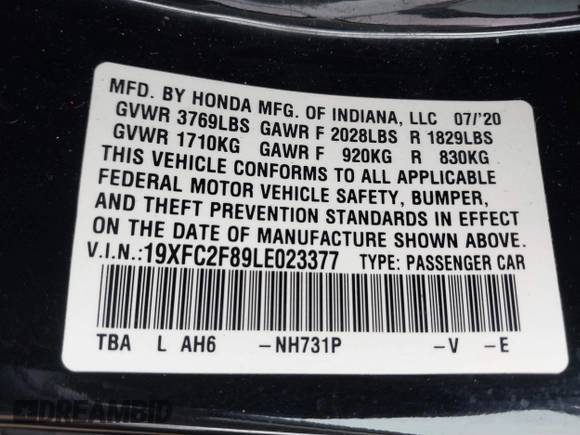 MFD. BY HONDA MFG. OF INDIANA, LLC 07/'20
GVWR 3769LBS GAWR F 2028LBS R 1829LBS
GVWR 1710KG GAWR F 920KG R 830KG
THIS VEHICLE CONFORMS TO ALL APPLICABLE
FEDERAL MOTOR VEHICLE SAFETY, BUMPER,
AND THEFT PREVENTION STANDARDS IN EFFECT
ON THE DATE OF MANUFACTURE SHOWN ABOVE.
V.I.N.:19XFC2F89LE023377 TYPE: PASSENGER CAR
TBA L AH6 -NH731P -V -E
DREAMBID